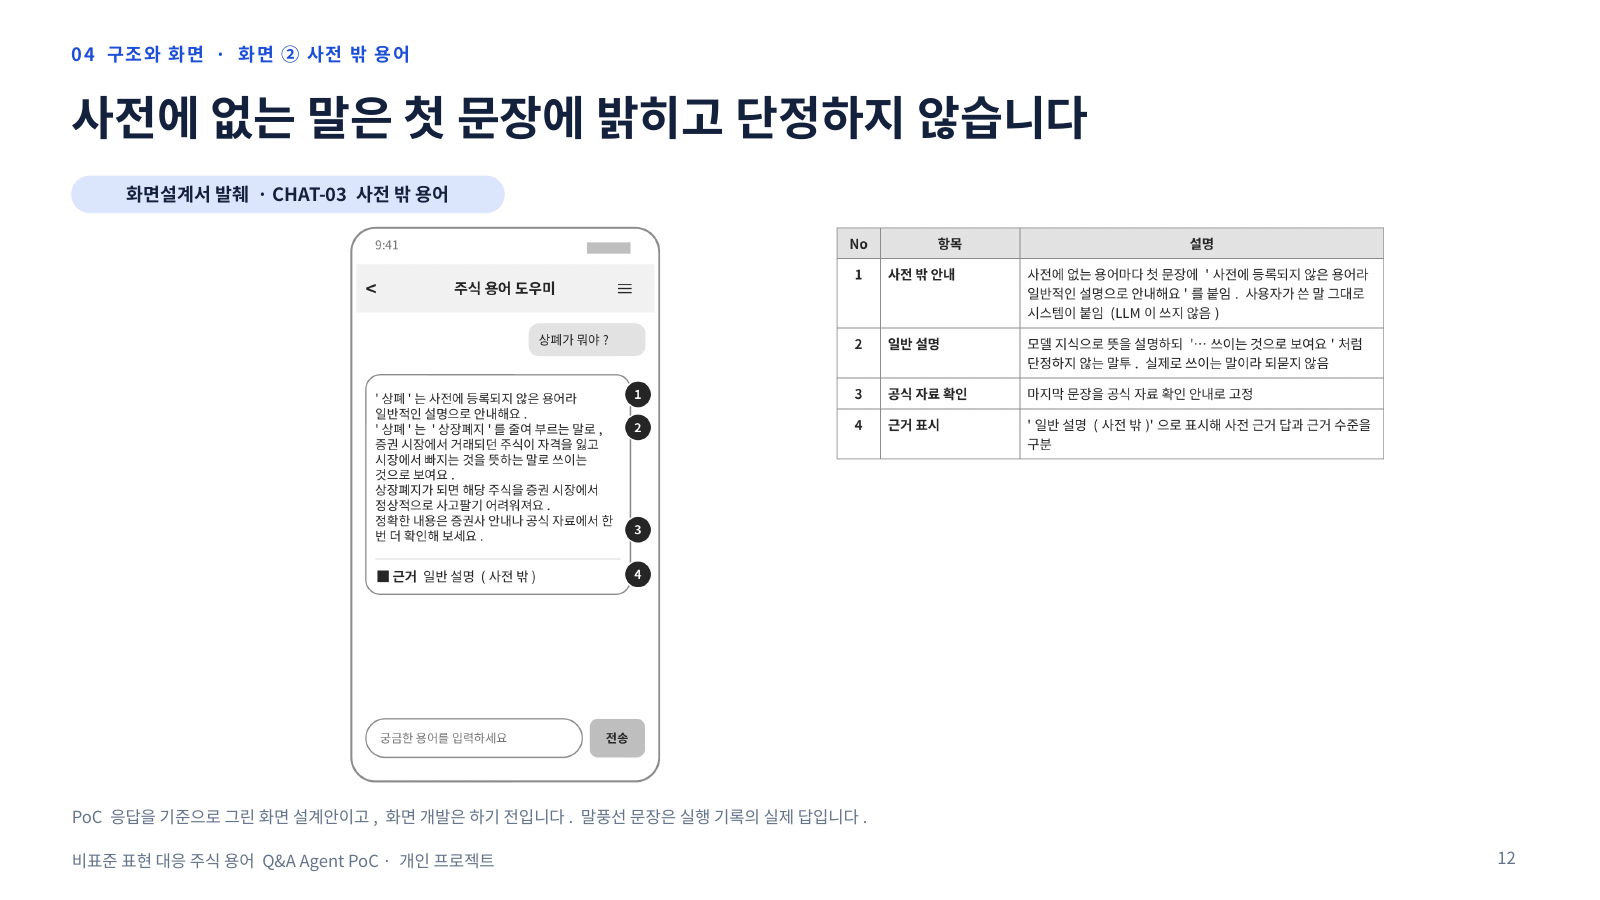 04 구조와 화면 · 화면 ② 사전 밖 용어
사전에 없는 말은 첫 문장에 밝히고 단정하지 않습니다
화면설계서 발췌 · CHAT-03 사전 밖 용어
9:41
< 주식 용어 도우미 ≡
상폐가 뭐야 ?
' 상폐 ' 는 사전에 등록되지 않은 용어라
일반적인 설명으로 안내해요 .
' 상폐 ' 는 ' 상장폐지 ' 를 줄여 부르는 말로 ,
증권 시장에서 거래되던 주식이 자격을 잃고
시장에서 빠지는 것을 뜻하는 말로 쓰이는
것으로 보여요 .
상장폐지가 되면 해당 주식을 증권 시장에서
정상적으로 사고팔기 어려워져요 .
정확한 내용은 증권사 안내나 공식 자료에서 한
번 더 확인해 보세요 .
■ 근거 일반 설명 ( 사전 밖 )
1
2
3
4
궁금한 용어를 입력하세요
전송
No 항목 설명
1 사전 밖 안내 사전에 없는 용어마다 첫 문장에 ' 사전에 등록되지 않은 용어라
일반적인 설명으로 안내해요 ' 를 붙임 . 사용자가 쓴 말 그대로
시스템이 붙임 (LLM 이 쓰지 않음 )
2 일반 설명 모델 지식으로 뜻을 설명하되 '… 쓰이는 것으로 보여요 ' 처럼
단정하지 않는 말투 . 실제로 쓰이는 말이라 되묻지 않음
3 공식 자료 확인 마지막 문장을 공식 자료 확인 안내로 고정
4 근거 표시 ' 일반 설명 ( 사전 밖 )' 으로 표시해 사전 근거 답과 근거 수준을
구분
PoC 응답을 기준으로 그린 화면 설계안이고 , 화면 개발은 하기 전입니다 . 말풍선 문장은 실행 기록의 실제 답입니다 .
비표준 표현 대응 주식 용어 Q&A Agent PoC · 개인 프로젝트
12